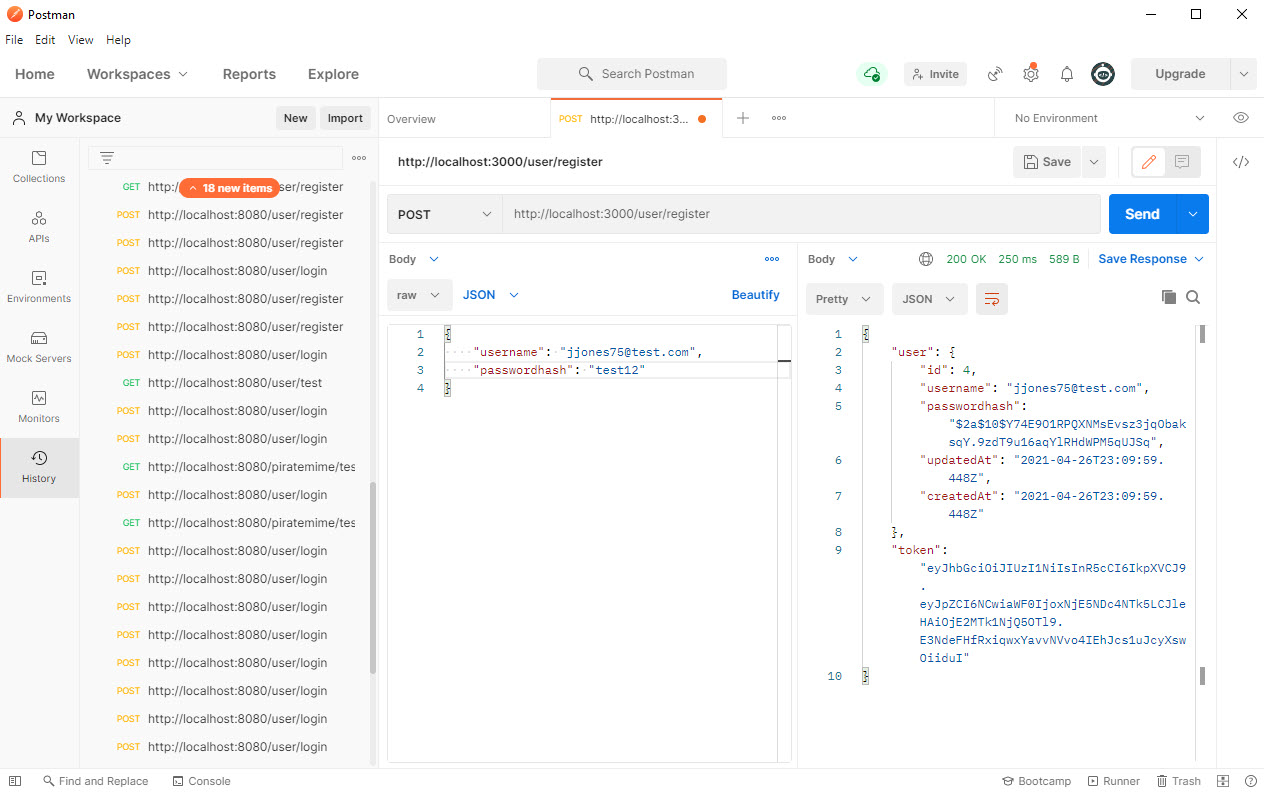 Postman
File Edit View Help
Home Workspaces Reports Explore
Search Postman
Invite
Upgrade
My Workspace
New
Import
Overview
POST http://localhost:3...
No Environment
Collections
APIs
Environments
Mock Servers
Monitors
History
18 new items
GET http:/ ser/register
POST http://localhost:8080/user/register
POST http://localhost:8080/user/register
POST http://localhost:8080/user/login
POST http://localhost:8080/user/register
POST http://localhost:8080/user/register
POST http://localhost:8080/user/login
GET http://localhost:8080/user/test
POST http://localhost:8080/user/login
POST http://localhost:8080/user/login
GET http://localhost:8080/piratemime/tes
POST http://localhost:8080/user/login
GET http://localhost:8080/piratemime/tes
POST http://localhost:8080/user/login
POST http://localhost:8080/user/login
POST http://localhost:8080/user/login
POST http://localhost:8080/user/login
POST http://localhost:8080/user/login
POST http://localhost:8080/user/login
POST http://localhost:8080/user/login
POST http://localhost:8080/user/login
http://localhost:3000/user/register
Save
POST
http://localhost:3000/user/register
Send
Body
raw JSON Beautify
1 {
2 ····"username":·"jjones75@test.com",
3 ····"passwordhash":·"test12"
4 }
Body
200 OK 250 ms 589 B Save Response
Pretty JSON
1 {
2 "user": {
3 "id": 4,
4 "username": "jjones75@test.com",
5 "passwordhash":
"$2a$10$Y74E9O1RPQXNMsEvsz3jqObak
sqY.9zdT9u16aqYlRHdWPM5qUJSq",
6 "updatedAt": "2021-04-26T23:09:59.
448Z",
7 "createdAt": "2021-04-26T23:09:59.
448Z"
8 },
9 "token":
"eyJhbGciOiJIUzI1NiIsInR5cCI6IkpXVCJ9
.
eyJpZCI6NCwiaWF0IjoxNjE5NDc4NTk5LCJle
HAiOjE2MTk1NjQ5OTl9.
E3NdeFHfRxiqwxYavvNVvo4IEhJcs1uJcyXsw
OiiduI"
10 }
Find and Replace
Console
Bootcamp
Runner
Trash